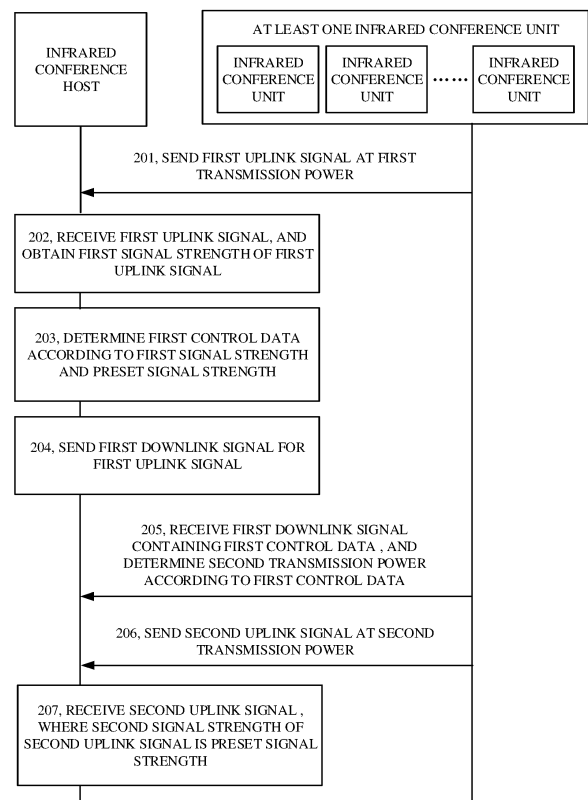 INFRARED
CONFERENCE
HOST
AT LEAST ONE INFRARED CONFERENCE UNIT
INFRARED
CONFERENCE
UNIT
INFRARED
CONFERENCE
UNIT
……
INFRARED
CONFERENCE
UNIT
201, SEND FIRST UPLINK SIGNAL AT FIRST
TRANSMISSION POWER
202, RECEIVE FIRST UPLINK SIGNAL, AND
OBTAIN FIRST SIGNAL STRENGTH OF FIRST
UPLINK SIGNAL
203, DETERMINE FIRST CONTROL DATA
ACCORDING TO FIRST SIGNAL STRENGTH
AND PRESET SIGNAL STRENGTH
204, SEND FIRST DOWNLINK SIGNAL FOR
FIRST UPLINK SIGNAL
205, RECEIVE FIRST DOWNLINK SIGNAL
CONTAINING FIRST CONTROL DATA , AND
DETERMINE SECOND TRANSMISSION POWER
ACCORDING TO FIRST CONTROL DATA
206, SEND SECOND UPLINK SIGNAL AT SECOND
TRANSMISSION POWER
207, RECEIVE SECOND UPLINK SIGNAL ,
WHERE SECOND SIGNAL STRENGTH OF
SECOND UPLINK SIGNAL IS PRESET SIGNAL
STRENGTH